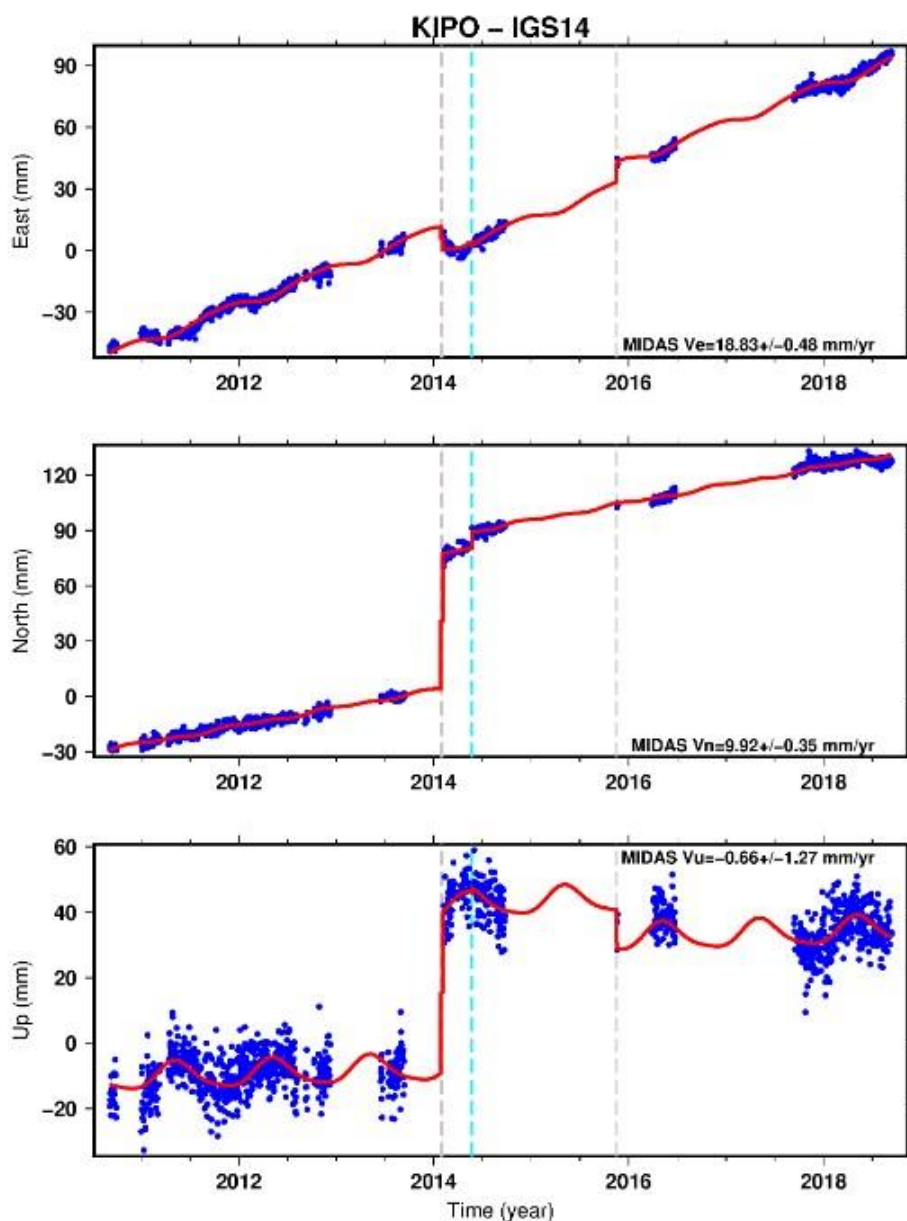 KIPO – IGS14
90
60
30
0
−30
East (mm)
MIDAS Ve=18.83+/−0.48 mm/yr
2012 2014 2016 2018
120
90
60
30
0
−30
North (mm)
MIDAS Vn=9.92+/−0.35 mm/yr
2012 2014 2016 2018
60
40
20
0
−20
Up (mm)
MIDAS Vu=−0.66+/−1.27 mm/yr
2012 2014 2016 2018
Time (year)